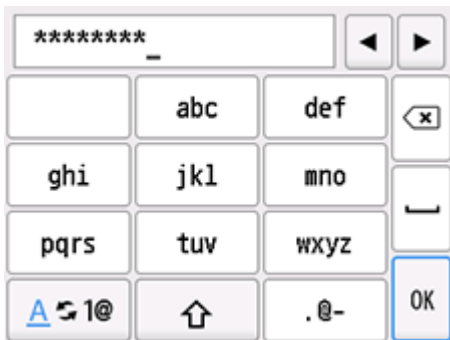 ********_
abc def
ghi jkl mno
pqrs tuv wxyz
A 1@ .@- OK